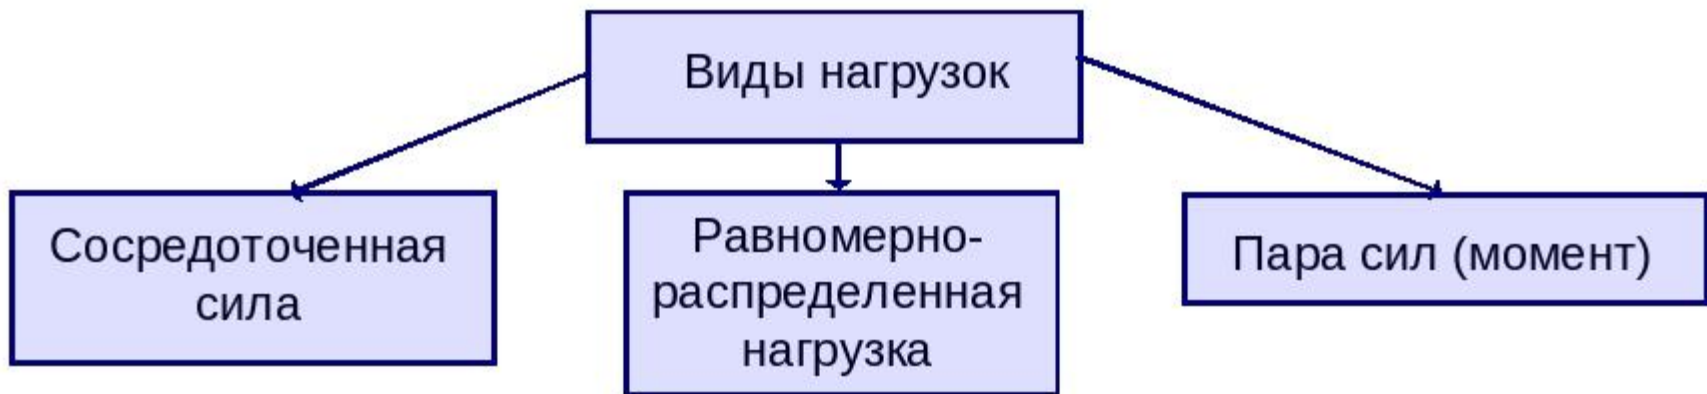 Виды нагрузок
Сосредоточенная
сила
Равномерно-
распределенная
нагрузка
Пара сил (момент)